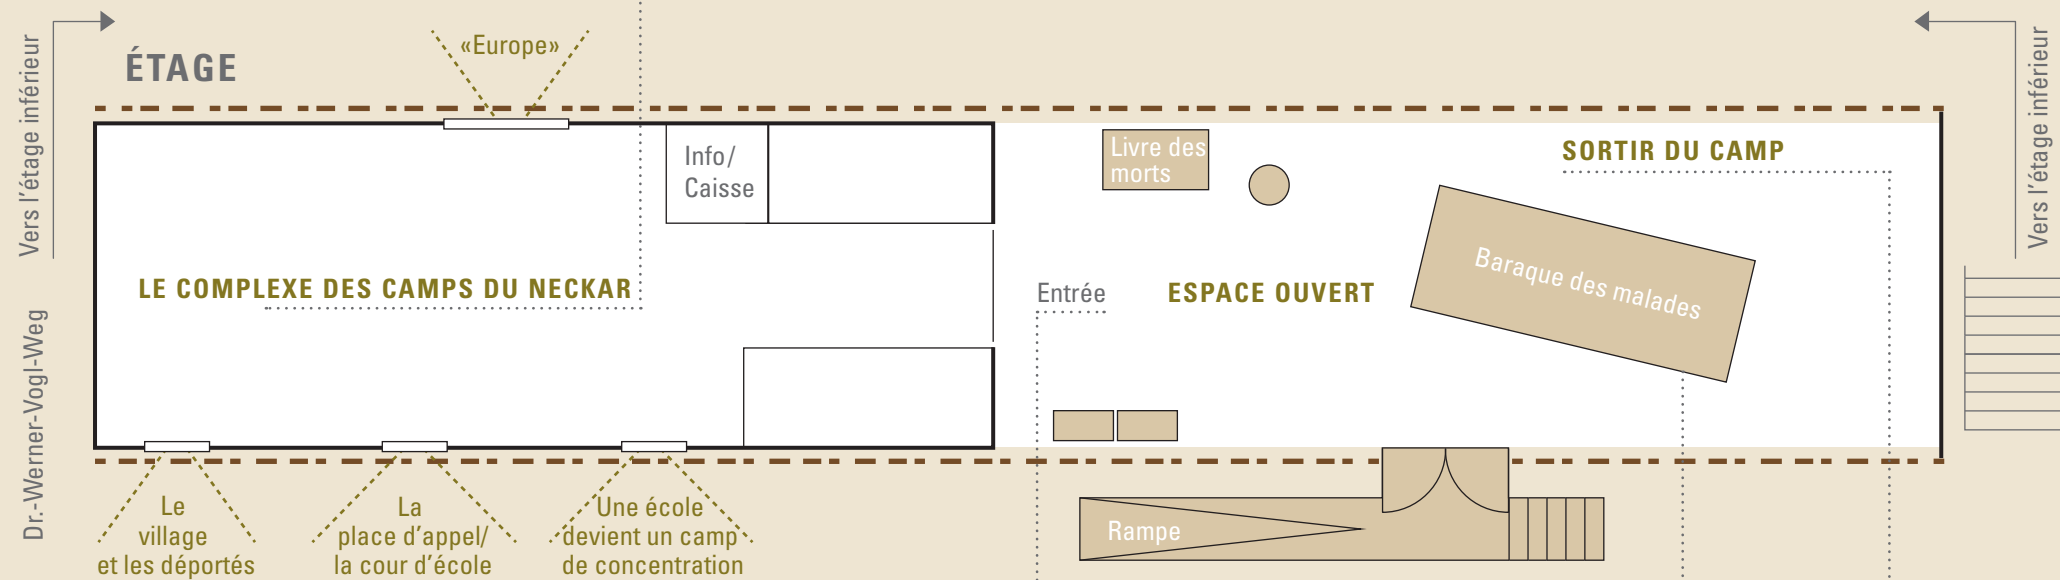 Vers l'étage inférieur
ÉTAGE
«Europe»
Vers l'étage inférieur
Info/
Caisse
Livre des
morts
SORTIR DU CAMP
LE COMPLEXE DES CAMPS DU NECKAR
Entrée
ESPACE OUVERT
Baraque des malades
Dr.-Werner-Vogl-Weg
Le
village
et les déportés
La
place d'appel/
la cour d'école
Une école
devient un camp
de concentration
Rampe